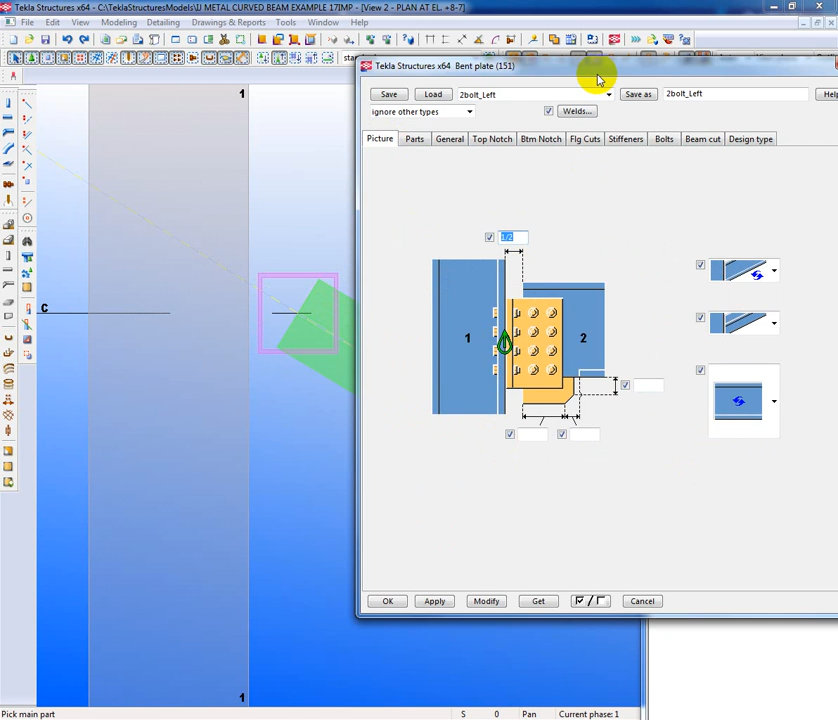 Tekla Structures x64 - C:\TeklaStructuresModels\IJ METAL CURVED BEAM EXAMPLE 17IMP - [View 2 - PLAN AT EL. +8-7]
File Edit View Modeling Detailing Drawings & Reports Tools Window Help
sta
Tekla Structures x64 Bent plate (151)
Save Load 2bolt_Left Save as 2bolt_Left Help
ignore other types Welds...
Picture Parts General Top Notch Btm Notch Flg Cuts Stiffeners Bolts Beam cut Design type
1
1/2
C
1 2
OK Apply Modify Get / Cancel
1
Pick main part S 0 Pan Current phase: 1